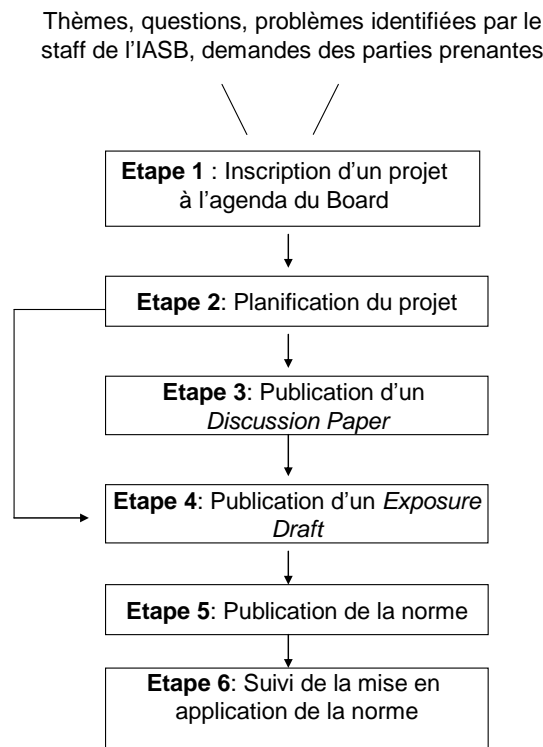 Thèmes, questions, problèmes identifiées par le
staff de l'IASB, demandes des parties prenantes
Etape 1 : Inscription d'un projet
à l'agenda du Board
Etape 2: Planification du projet
Etape 3: Publication d'un
Discussion Paper
Etape 4: Publication d'un Exposure
Draft
Etape 5: Publication de la norme
Etape 6: Suivi de la mise en
application de la norme